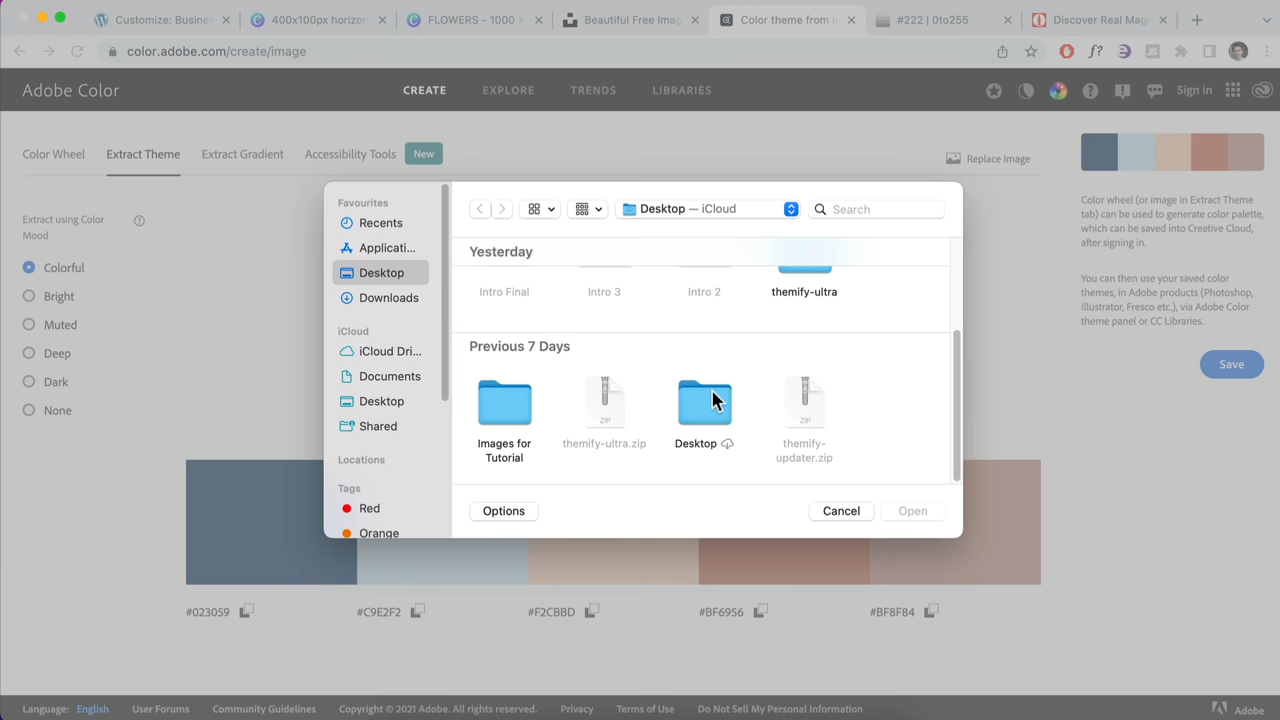 Customize: Busine
400x100px horizon
FLOWERS - 1000 x
Beautiful Free Ima
Color theme from i
#222 | 0to255
Discover Real Mag
color.adobe.com/create/image
Adobe Color
CREATE
EXPLORE
TRENDS
LIBRARIES
Sign in
Color Wheel
Extract Theme
Extract Gradient
Accessibility Tools
New
Replace Image
Extract using Color
Mood
Colorful
Bright
Muted
Deep
Dark
None
Favourites
Recents
Applicati...
Desktop
Downloads
iCloud
iCloud Dri...
Documents
Desktop
Shared
Locations
Tags
Red
Orange
Desktop — iCloud
Search
Yesterday
Intro Final
Intro 3
Intro 2
themify-ultra
Previous 7 Days
ZIP
ZIP
Images for
Tutorial
themify-ultra.zip
Desktop
themify-
updater.zip
Options
Cancel
Open
Color wheel (or image in Extract Theme
tab) can be used to generate color palette,
which can be saved into Creative Cloud,
after signing in.
You can then use your saved color
themes, in Adobe products (Photoshop,
Illustrator, Fresco etc.), via Adobe Color
theme panel or CC Libraries.
Save
#023059
#C9E2F2
#F2CBBD
#BF6956
#BF8F84
Language:
English
User Forums
Community Guidelines
Copyright © 2021 Adobe. All rights reserved.
Privacy
Terms of Use
Do Not Sell My Personal Information
Adobe